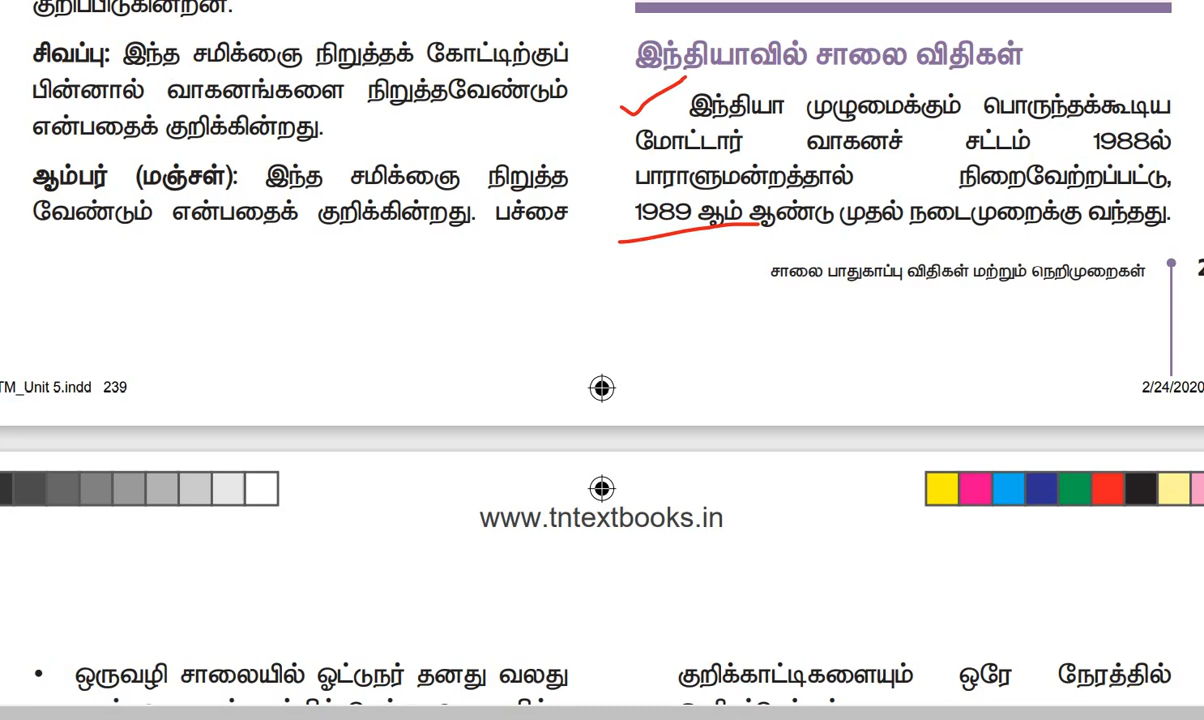 குறிப்பிடுகின்றன.
சிவப்பு: இந்த சமிக்ஞை நிறுத்தக் கோட்டிற்குப்
பின்னால் வாகனங்களை நிறுத்தவேண்டும்
என்பதைக் குறிக்கின்றது.
ஆம்பர் (மஞ்சள்): இந்த சமிக்ஞை நிறுத்த
வேண்டும் என்பதைக் குறிக்கின்றது. பச்சை
இந்தியாவில் சாலை விதிகள்
இந்தியா முழுமைக்கும் பொருந்தக்கூடிய
மோட்டார் வாகனச் சட்டம் 1988ல்
பாராளுமன்றத்தால் நிறைவேற்றப்பட்டு,
1989 ஆம் ஆண்டு முதல் நடைமுறைக்கு வந்தது.
சாலை பாதுகாப்பு விதிகள் மற்றும் நெறிமுறைகள்
TM_Unit 5.indd 239
2/24/2020
www.tntextbooks.in
• ஒருவழி சாலையில் ஓட்டுநர் தனது வலது
குறிக்காட்டிகளையும் ஒரே நேரத்தில்